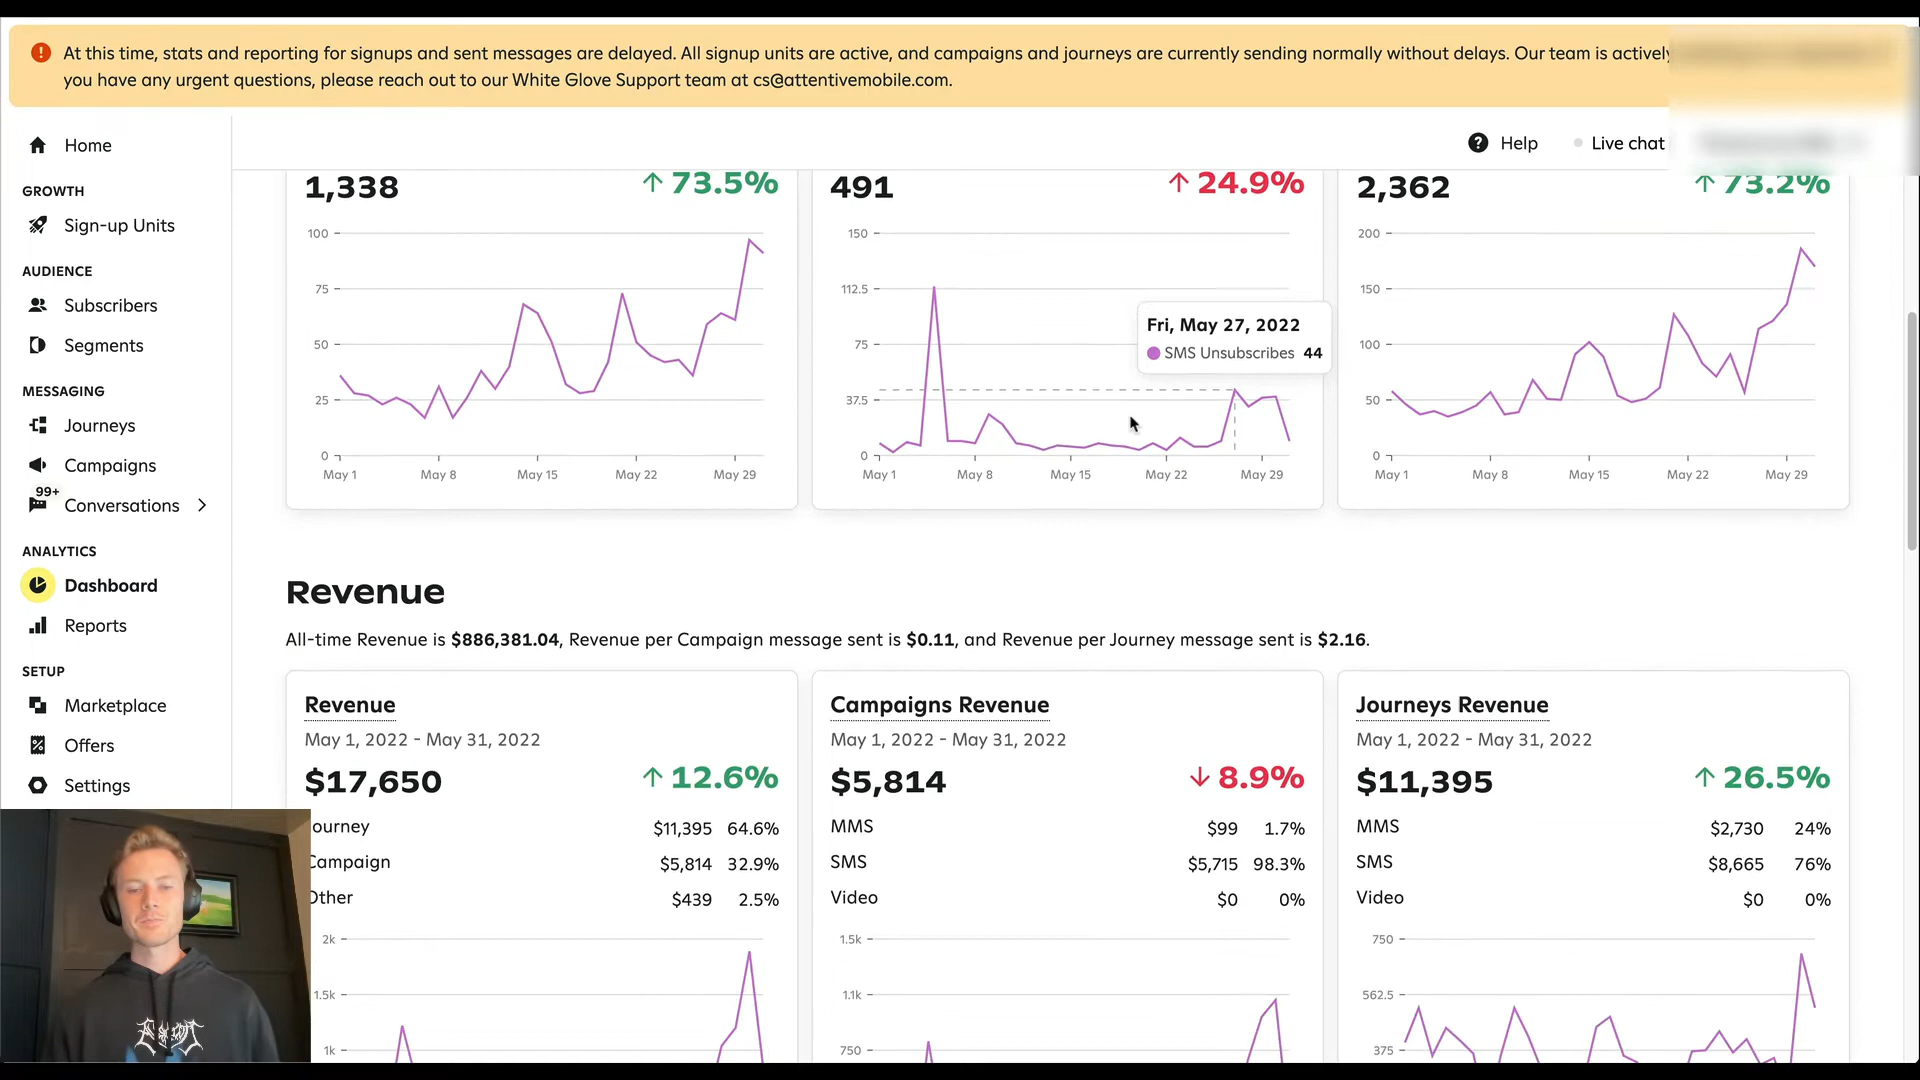 At this time, stats and reporting for signups and sent messages are delayed. All signup units are active, and campaigns and journeys are currently sending normally without delays. Our team is actively
you have any urgent questions, please reach out to our White Glove Support team at cs@attentivemobile.com.
Home
GROWTH
Sign-up Units
AUDIENCE
Subscribers
Segments
MESSAGING
Journeys
Campaigns
99+
Conversations
ANALYTICS
Dashboard
Reports
SETUP
Marketplace
Offers
Settings
? Help
Live chat
1,338 ↑ 73.5%
100
75
50
25
0
May 1 May 8 May 15 May 22 May 29
491 ↑ 24.9%
150
112.5
75
37.5
0
May 1 May 8 May 15 May 22 May 29
Fri, May 27, 2022
SMS Unsubscribes 44
2,362 ↑ 73.2%
200
150
100
50
0
May 1 May 8 May 15 May 22 May 29
Revenue
All-time Revenue is $886,381.04, Revenue per Campaign message sent is $0.11, and Revenue per Journey message sent is $2.16.
Revenue
May 1, 2022 - May 31, 2022
$17,650 ↑ 12.6%
ourney $11,395 64.6%
Campaign $5,814 32.9%
Other $439 2.5%
2k
1.5k
1k
Campaigns Revenue
May 1, 2022 - May 31, 2022
$5,814 ↓ 8.9%
MMS $99 1.7%
SMS $5,715 98.3%
Video $0 0%
1.5k
1.1k
750
Journeys Revenue
May 1, 2022 - May 31, 2022
$11,395 ↑ 26.5%
MMS $2,730 24%
SMS $8,665 76%
Video $0 0%
750
562.5
375